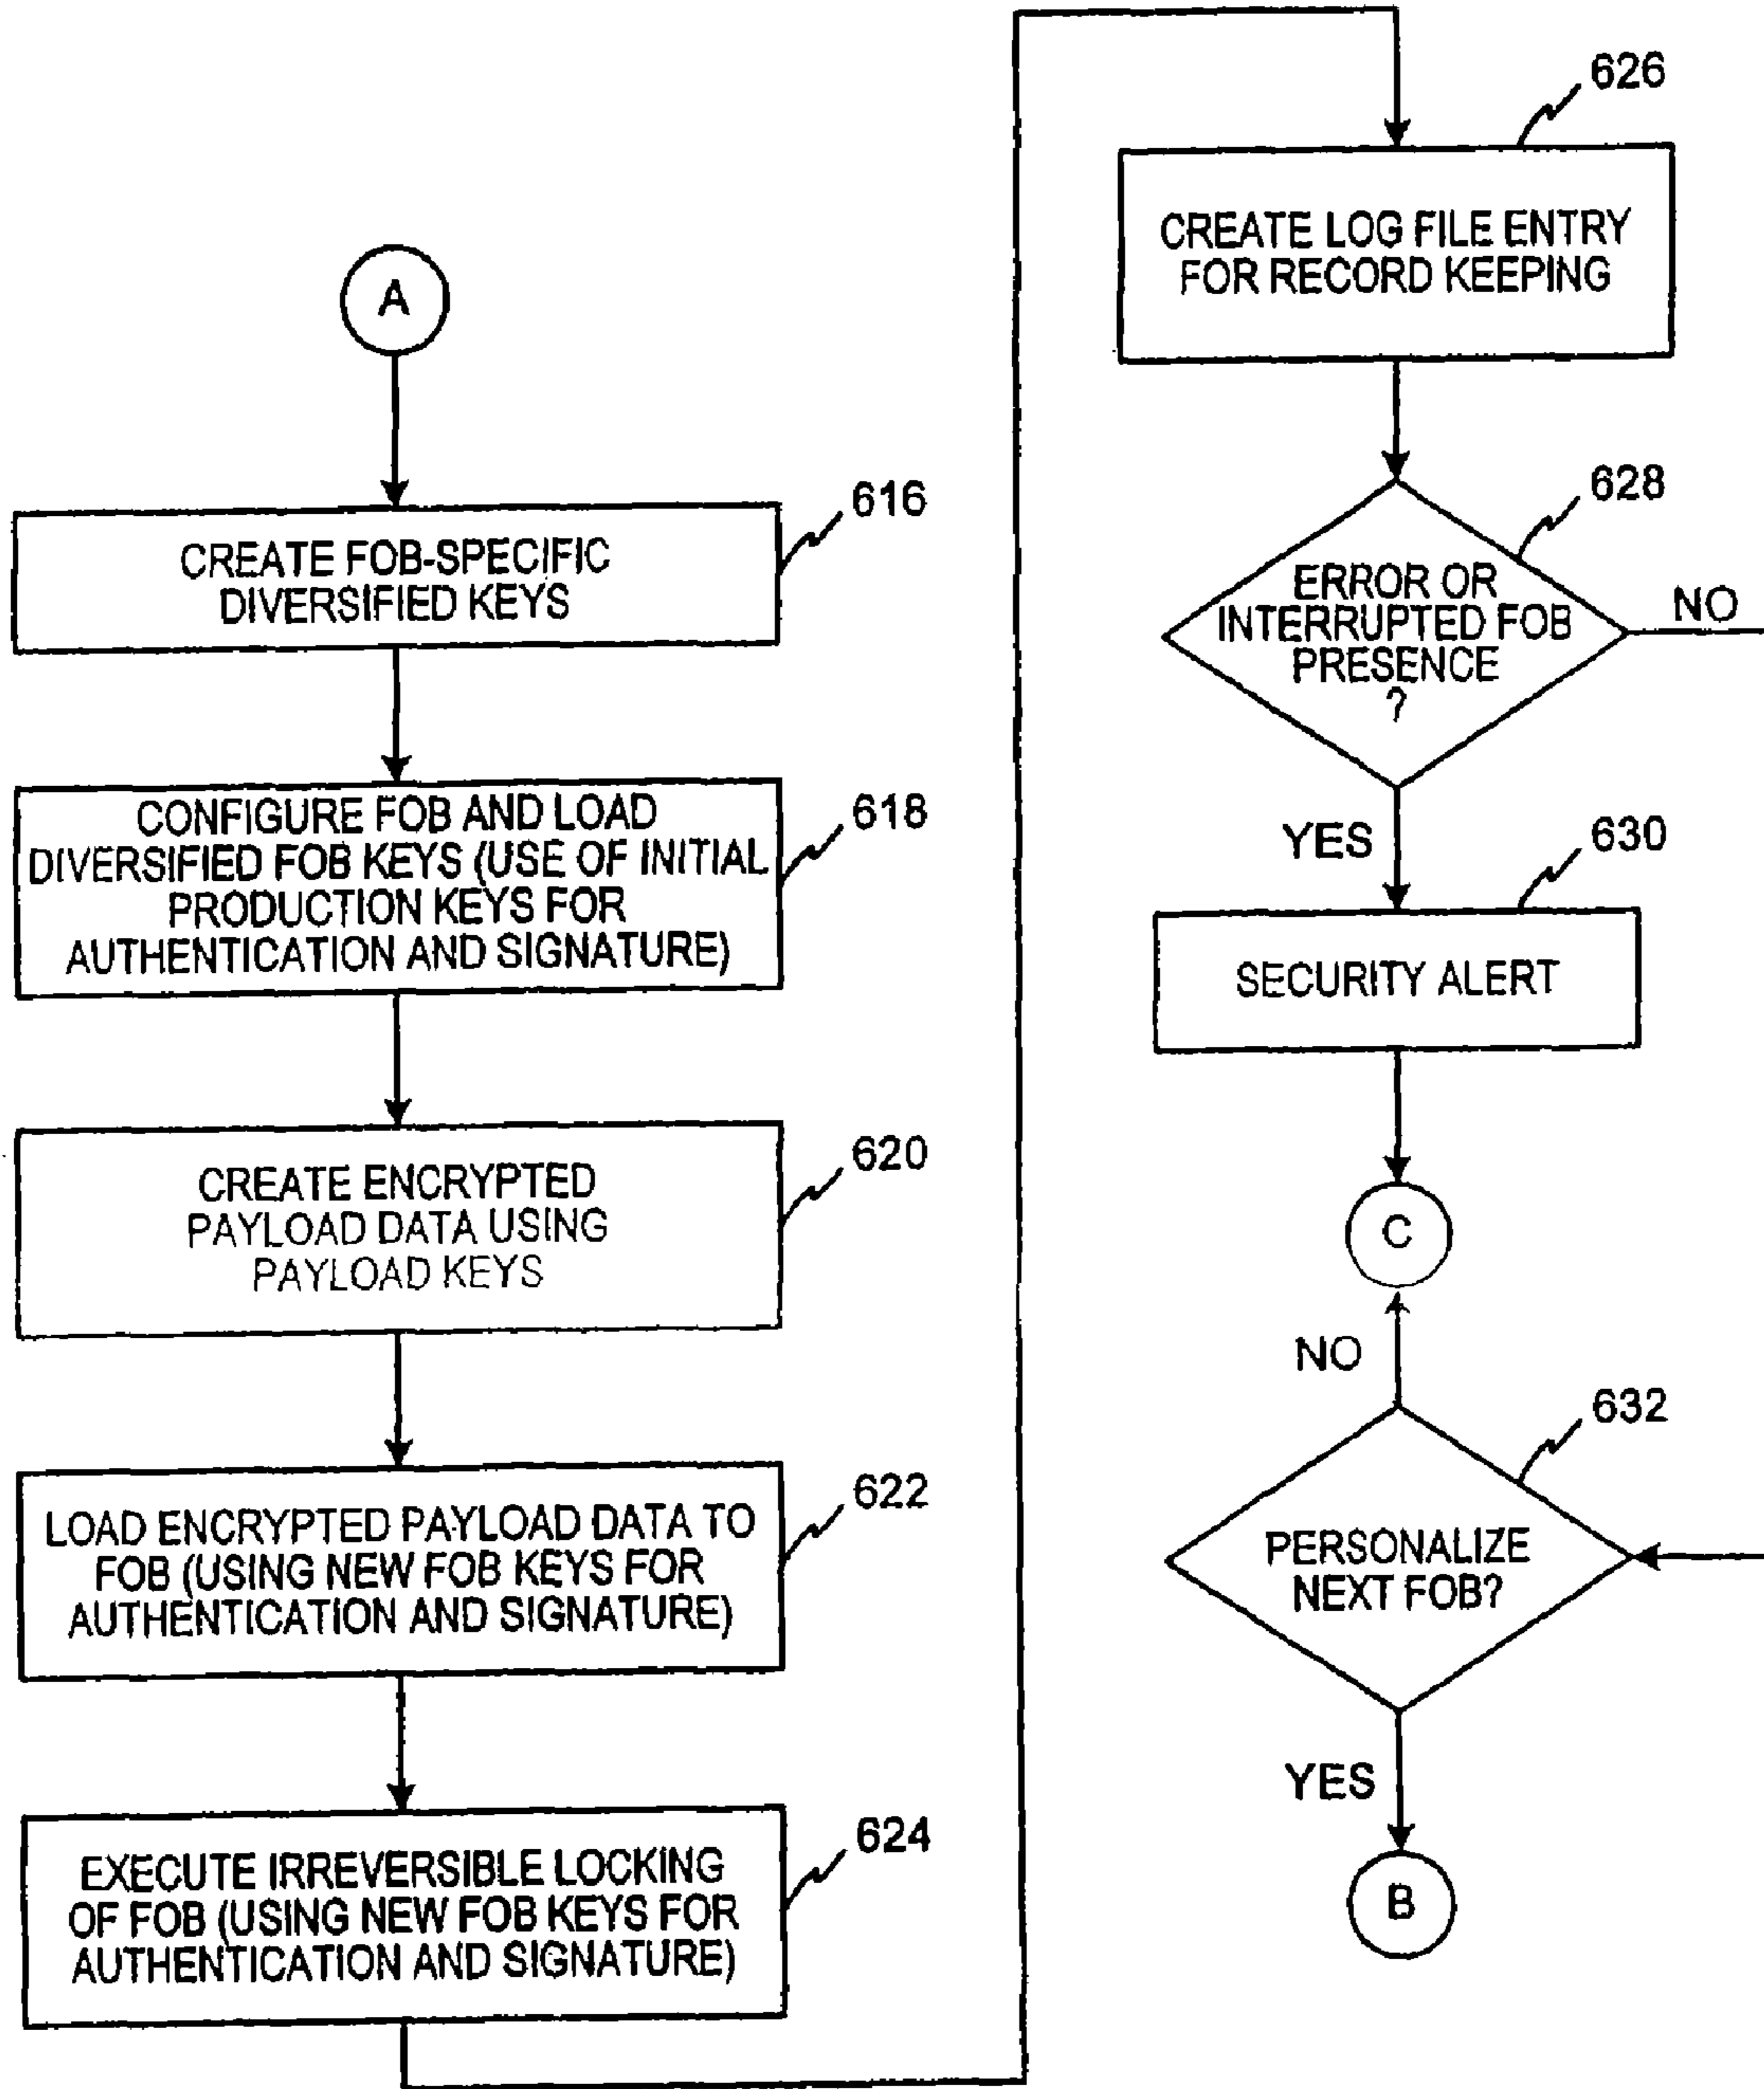 A
616
CREATE FOB-SPECIFIC
DIVERSIFIED KEYS
618
CONFIGURE FOB AND LOAD
DIVERSIFIED FOB KEYS (USE OF INITIAL
PRODUCTION KEYS FOR
AUTHENTICATION AND SIGNATURE)
620
CREATE ENCRYPTED
PAYLOAD DATA USING
PAYLOAD KEYS
622
LOAD ENCRYPTED PAYLOAD DATA TO
FOB (USING NEW FOB KEYS FOR
AUTHENTICATION AND SIGNATURE)
624
EXECUTE IRREVERSIBLE LOCKING
OF FOB (USING NEW FOB KEYS FOR
AUTHENTICATION AND SIGNATURE)
626
CREATE LOG FILE ENTRY
FOR RECORD KEEPING
628
ERROR OR
INTERRUPTED FOB
PRESENCE
?
NO
YES
630
SECURITY ALERT
C
NO
632
PERSONALIZE
NEXT FOB?
YES
B